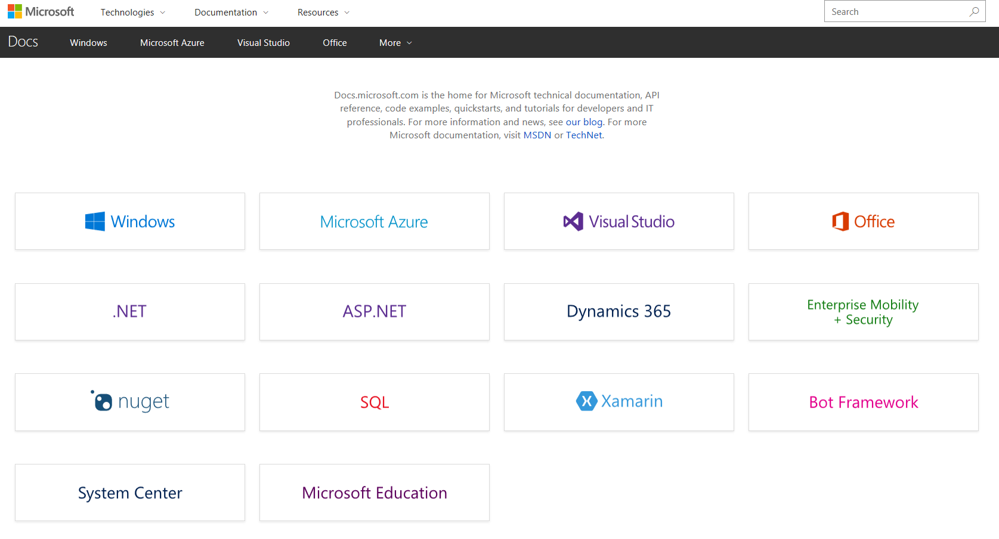 Microsoft Technologies Documentation Resources Search
Docs Windows Microsoft Azure Visual Studio Office More
Docs.microsoft.com is the home for Microsoft technical documentation, API
reference, code examples, quickstarts, and tutorials for developers and IT
professionals. For more information and news, see our blog. For more
Microsoft documentation, visit MSDN or TechNet.
Windows
Microsoft Azure
Visual Studio
Office
.NET
ASP.NET
Dynamics 365
Enterprise Mobility
+ Security
nuget
SQL
Xamarin
Bot Framework
System Center
Microsoft Education